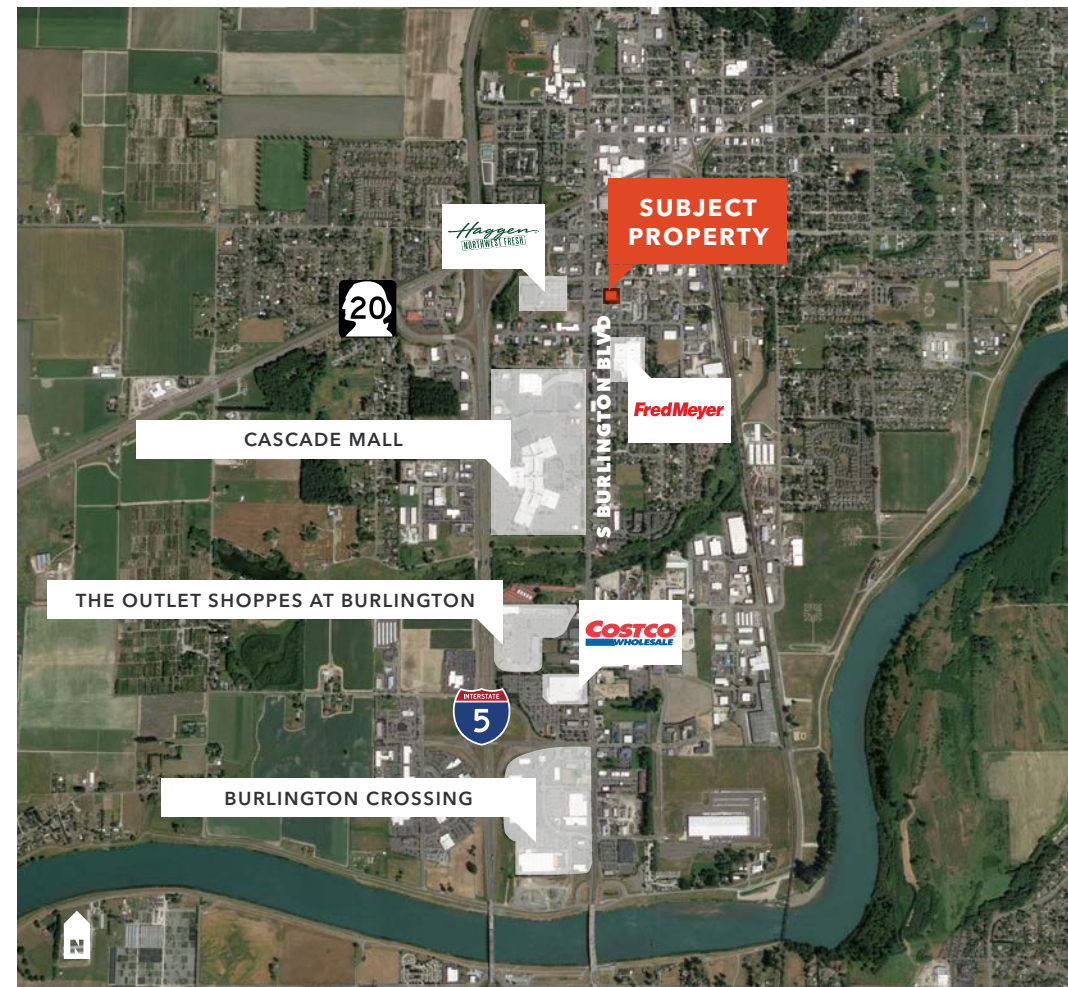 SUBJECT
PROPERTY
Haggen
NORTHWEST FRESH
20
S BURLINGTON BLVD
FredMeyer
CASCADE MALL
THE OUTLET SHOPPES AT BURLINGTON
COSTCO
WHOLESALE
INTERSTATE
5
BURLINGTON CROSSING
N